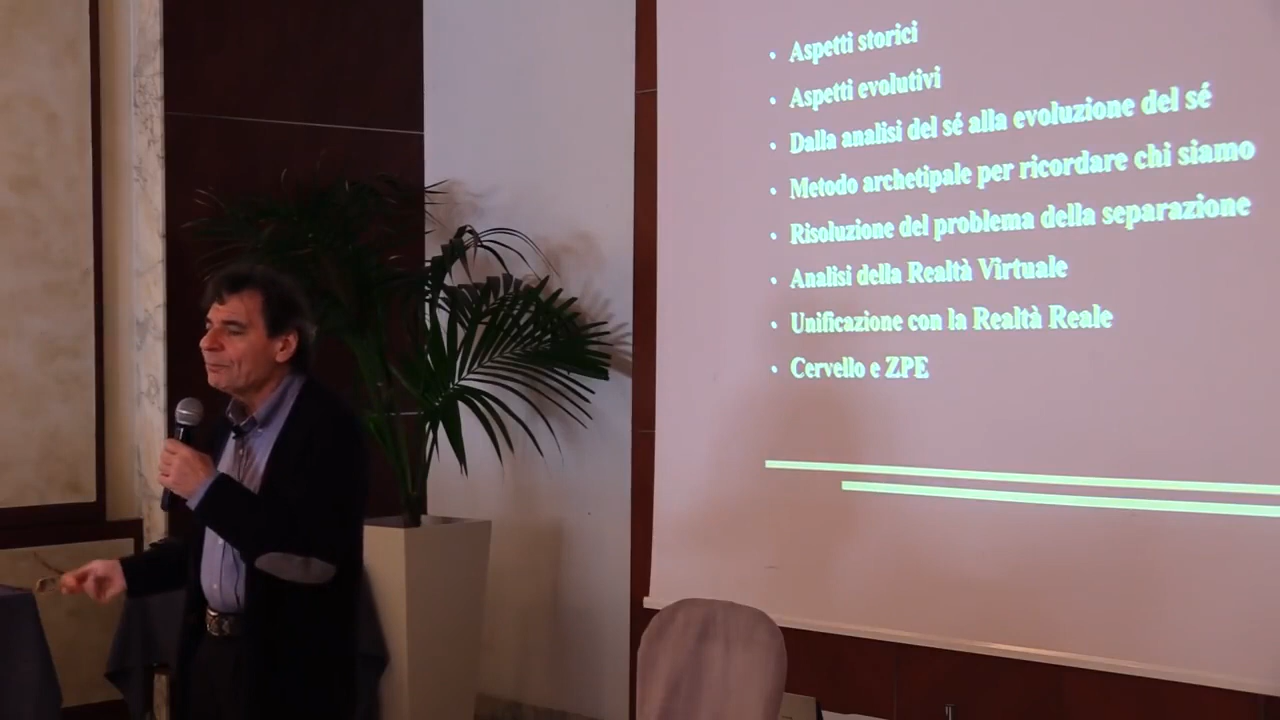 • Aspetti storici
• Aspetti evolutivi
• Dalla analisi del sé alla evoluzione del sé
• Metodo archetipale per ricordare chi siamo
• Risoluzione del problema della separazione
• Analisi della Realtà Virtuale
• Unificazione con la Realtà Reale
• Cervello e ZPE